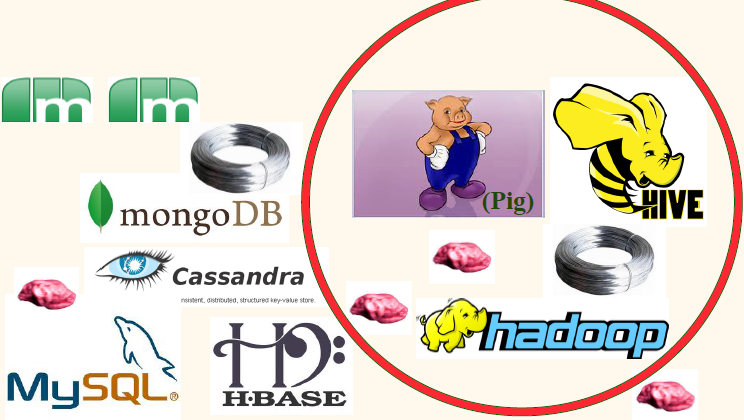 m m
mongoDB
(Pig)
HIVE
Cassandra
nsistent, distributed, structured key-value store.
hadoop
MySQL®
H
H·BASE